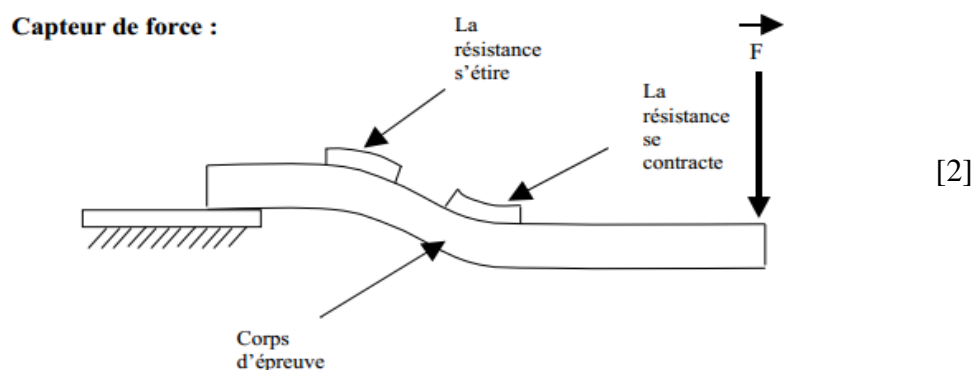 Capteur de force :
La
résistance
s'étire
F
La
résistance
se
contracte
[2]
Corps
d'épreuve